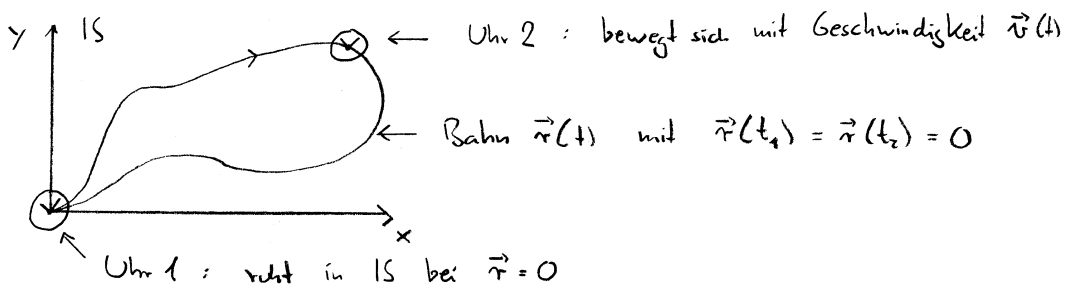 y IS
Uhr 2 : bewegt sich mit Geschwindigkeit v⃗(t)
Bahn r⃗(t) mit r⃗(t₁) = r⃗(t₂) = 0
x
Uhr 1 : ruht in IS bei r⃗ = 0